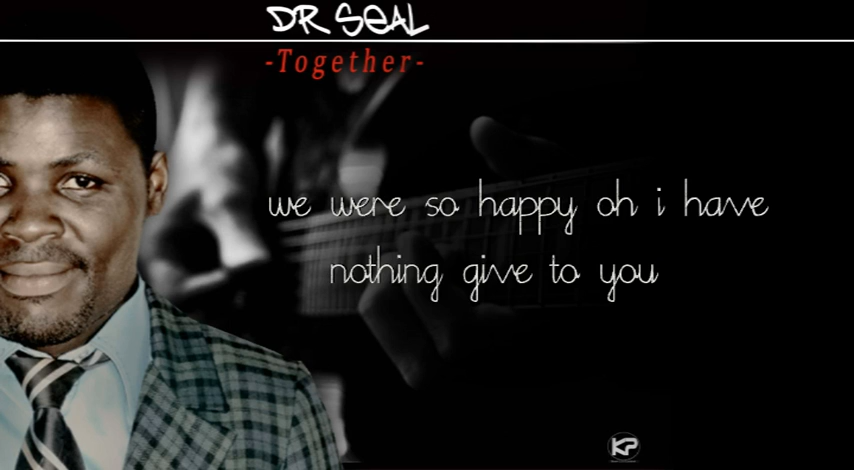 DR SEAL
-Together-
we were so happy oh i have
nothing give to you
KP